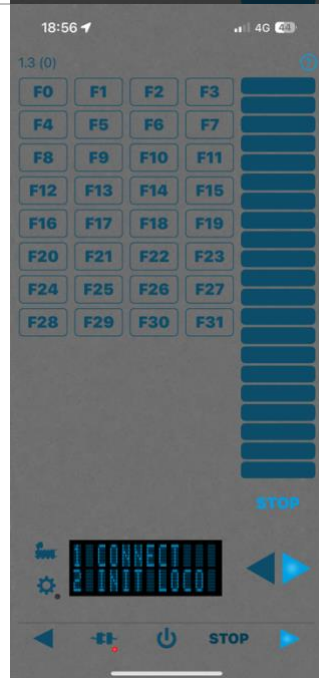 18:56 4G 44
1.3 (0)
F0 F1 F2 F3
F4 F5 F6 F7
F8 F9 F10 F11
F12 F13 F14 F15
F16 F17 F18 F19
F20 F21 F22 F23
F24 F25 F26 F27
F28 F29 F30 F31
STOP
1 CONNECT
2 INIT LOCO
STOP